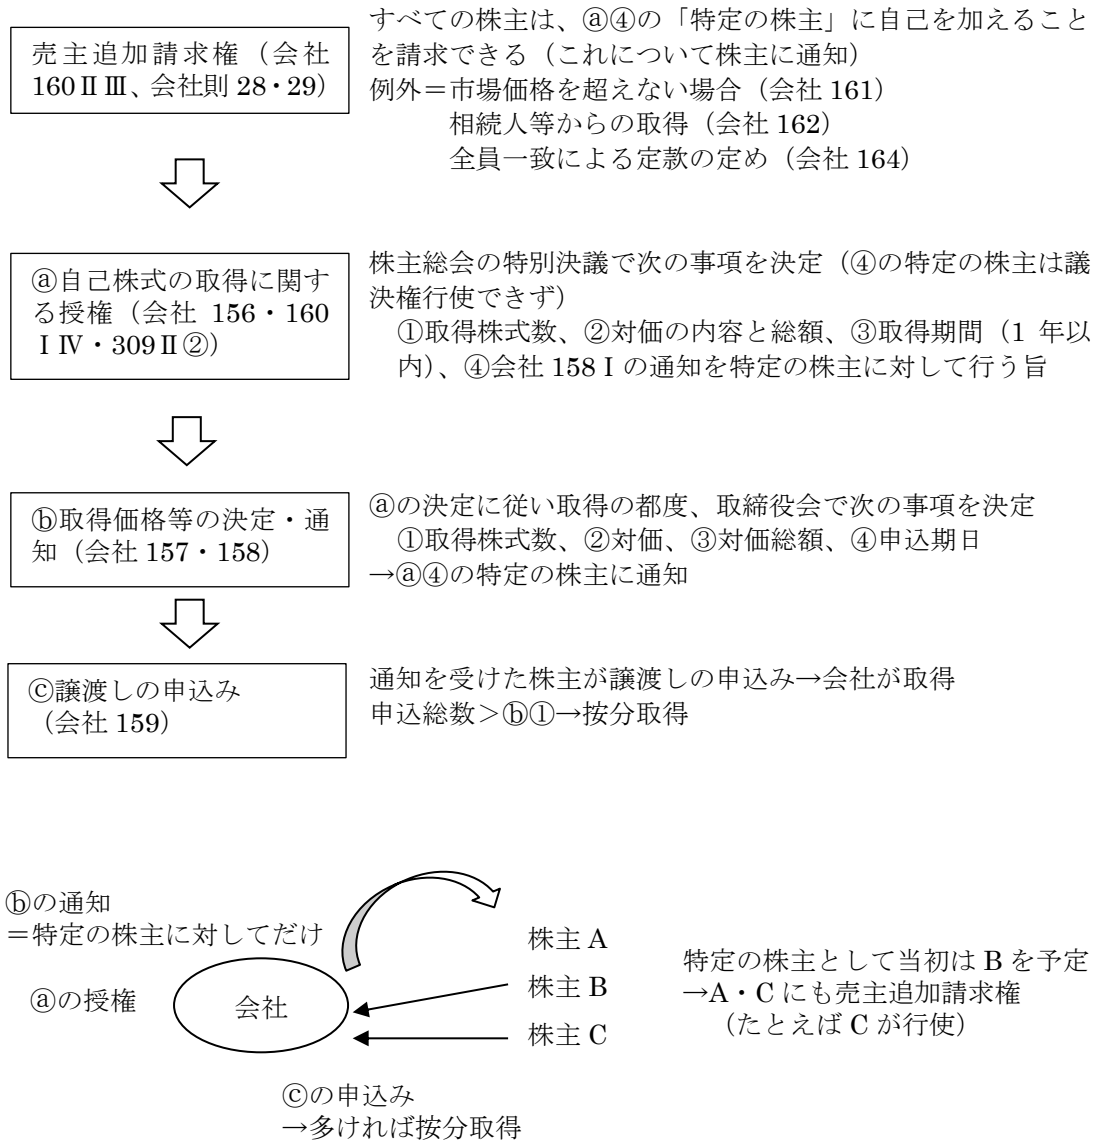 売主追加請求権（会社
160ⅡⅢ、会社則 28・29）
すべての株主は、ⓐ④の「特定の株主」に自己を加えること
を請求できる（これについて株主に通知）
例外＝市場価格を超えない場合（会社 161）
相続人等からの取得（会社 162）
全員一致による定款の定め（会社 164）
ⓐ自己株式の取得に関す
る授権（会社 156・160
ⅠⅣ・309Ⅱ②）
株主総会の特別決議で次の事項を決定（④の特定の株主は議
決権行使できず）
①取得株式数、②対価の内容と総額、③取得期間（1 年以
内）、④会社 158Ⅰの通知を特定の株主に対して行う旨
ⓑ取得価格等の決定・通
知（会社 157・158）
ⓐの決定に従い取得の都度、取締役会で次の事項を決定
①取得株式数、②対価、③対価総額、④申込期日
→ⓐ④の特定の株主に通知
ⓒ譲渡しの申込み
（会社 159）
通知を受けた株主が譲渡しの申込み→会社が取得
申込総数＞ⓑ①→按分取得
ⓑの通知
＝特定の株主に対してだけ
ⓐの授権
会社
株主 A
株主 B
株主 C
特定の株主として当初は B を予定
→A・C にも売主追加請求権
（たとえば C が行使）
ⓒの申込み
→多ければ按分取得